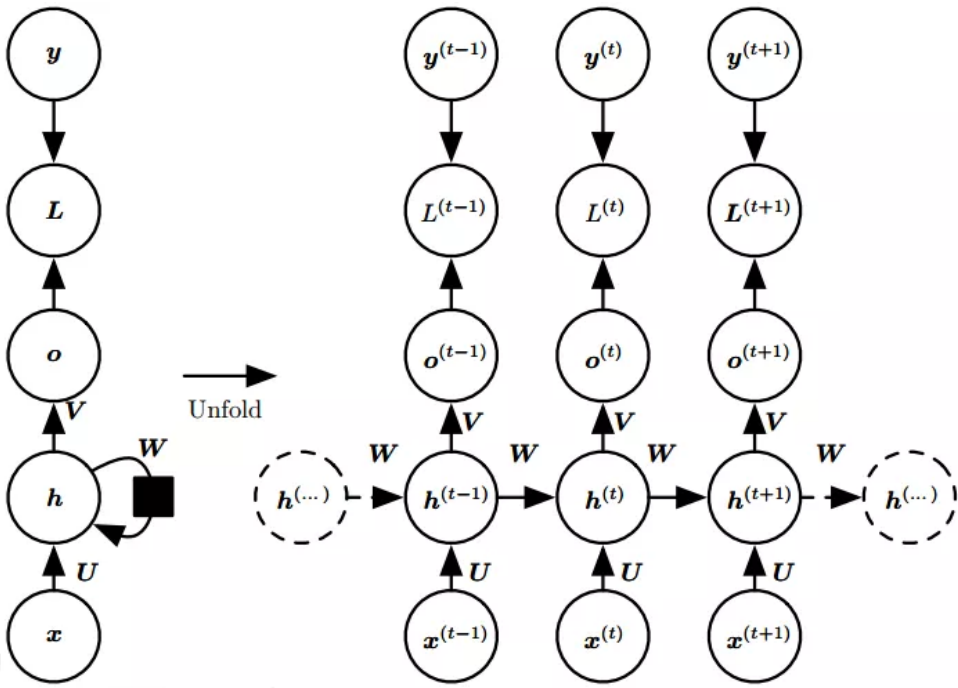 y y(t−1) y(t) y(t+1)
L L(t−1) L(t) L(t+1)
o o(t−1) o(t) o(t+1)
Unfold
V V V V
W W W W W
h h(...) h(t−1) h(t) h(t+1) h(...)
U U U U
x x(t−1) x(t) x(t+1)